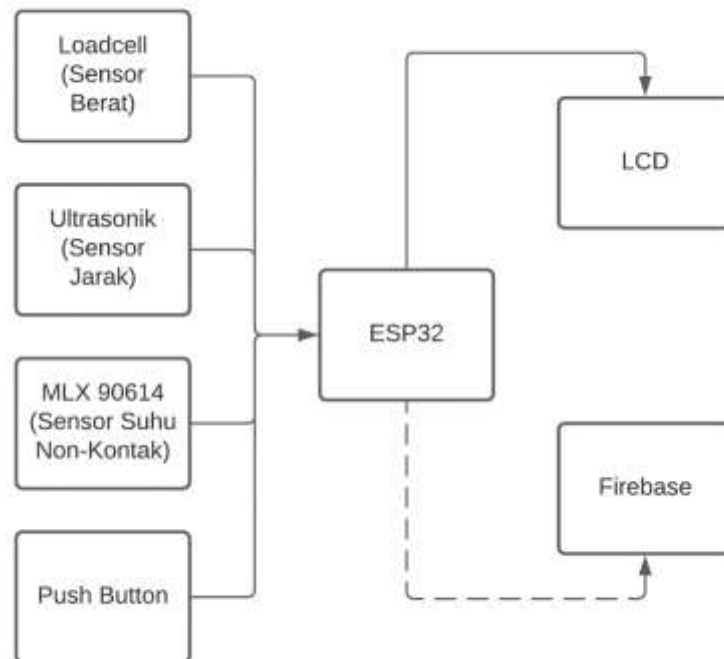 Loadcell
(Sensor
Berat)
Ultrasonik
(Sensor
Jarak)
MLX 90614
(Sensor Suhu
Non-Kontak)
Push Button
ESP32
LCD
Firebase